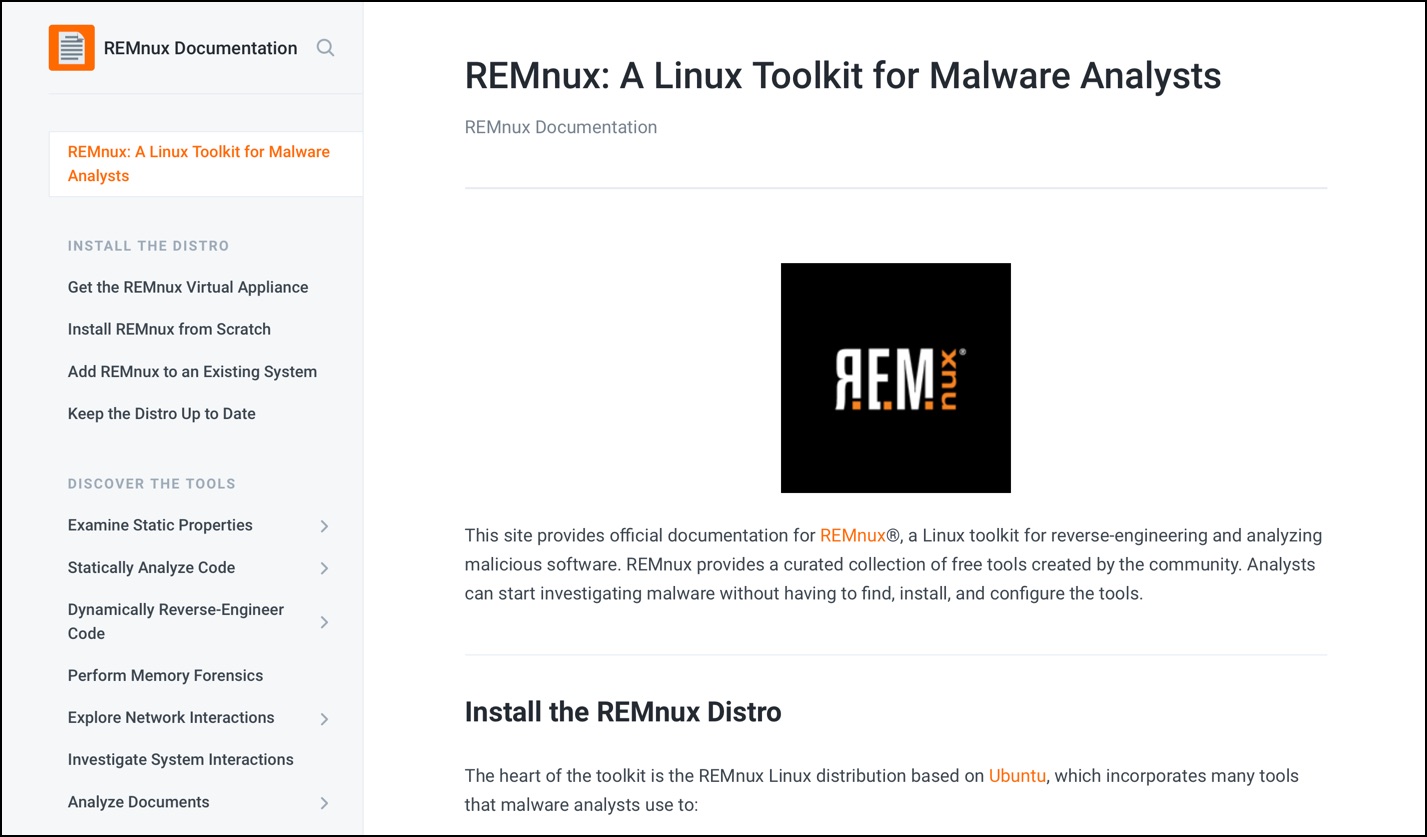 REMnux Documentation
REMnux: A Linux Toolkit for Malware
Analysts
INSTALL THE DISTRO
Get the REMnux Virtual Appliance
Install REMnux from Scratch
Add REMnux to an Existing System
Keep the Distro Up to Date
DISCOVER THE TOOLS
Examine Static Properties
Statically Analyze Code
Dynamically Reverse-Engineer
Code
Perform Memory Forensics
Explore Network Interactions
Investigate System Interactions
Analyze Documents
REMnux: A Linux Toolkit for Malware Analysts
REMnux Documentation
REMnux®
This site provides official documentation for REMnux®, a Linux toolkit for reverse-engineering and analyzing
malicious software. REMnux provides a curated collection of free tools created by the community. Analysts
can start investigating malware without having to find, install, and configure the tools.
Install the REMnux Distro
The heart of the toolkit is the REMnux Linux distribution based on Ubuntu, which incorporates many tools
that malware analysts use to: